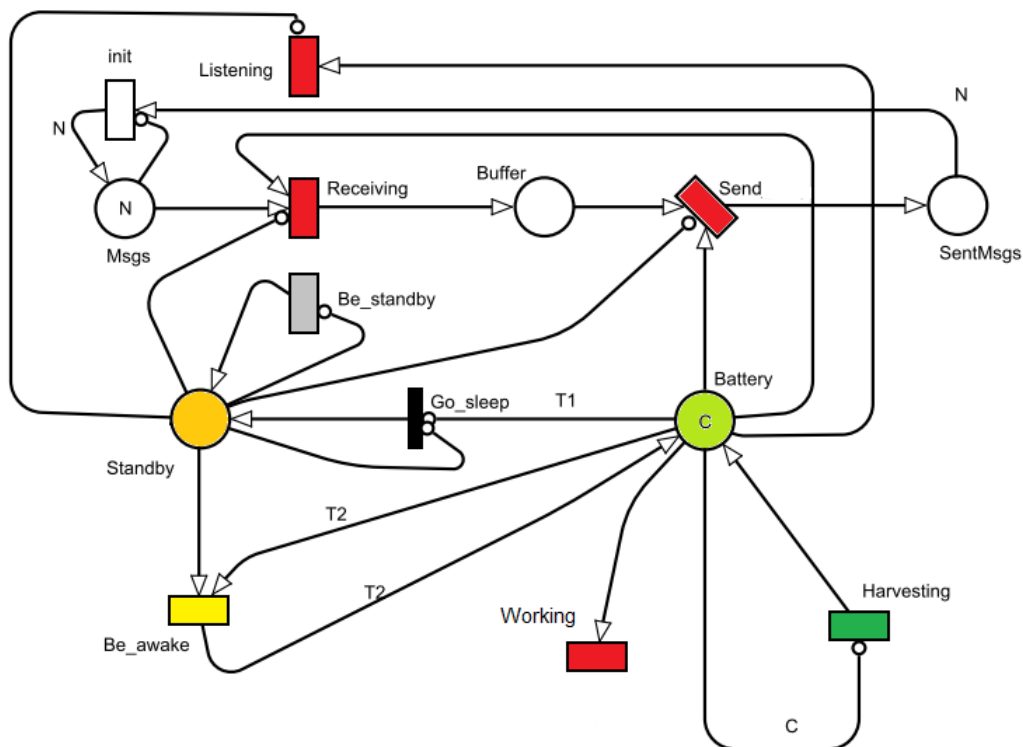 init
Listening
N
N
N
Msgs
Receiving
Buffer
Send
SentMsgs
Be_standby
Battery
Go_sleep
T1
C
Standby
T2
T2
Harvesting
Working
Be_awake
C